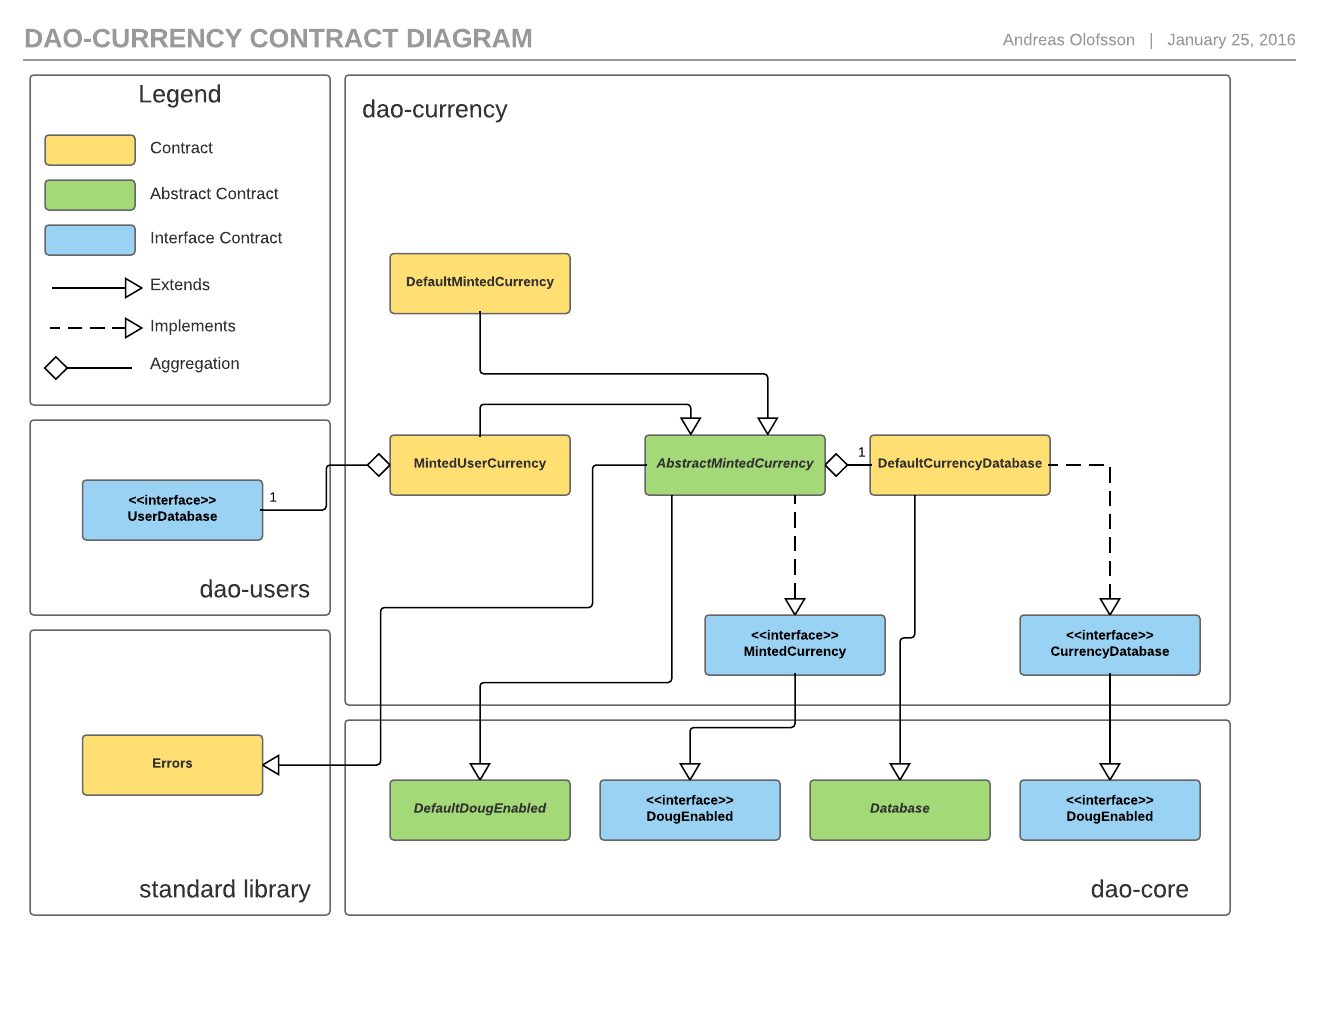 DAO-CURRENCY CONTRACT DIAGRAM
Andreas Olofsson | January 25, 2016
Legend
Contract
Abstract Contract
Interface Contract
Extends
Implements
Aggregation
dao-currency
DefaultMintedCurrency
MintedUserCurrency
AbstractMintedCurrency
1
DefaultCurrencyDatabase
<<interface>>
UserDatabase
1
dao-users
<<interface>>
MintedCurrency
<<interface>>
CurrencyDatabase
Errors
standard library
DefaultDougEnabled
<<interface>>
DougEnabled
Database
<<interface>>
DougEnabled
dao-core